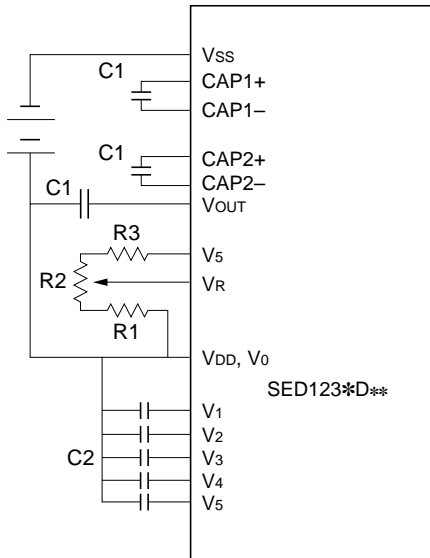 VSS
C1
CAP1+
CAP1–
C1
CAP2+
CAP2–
C1
VOUT
R3
V5
R2
VR
R1
VDD, V0
SED123*D**
V1
V2
C2
V3
V4
V5